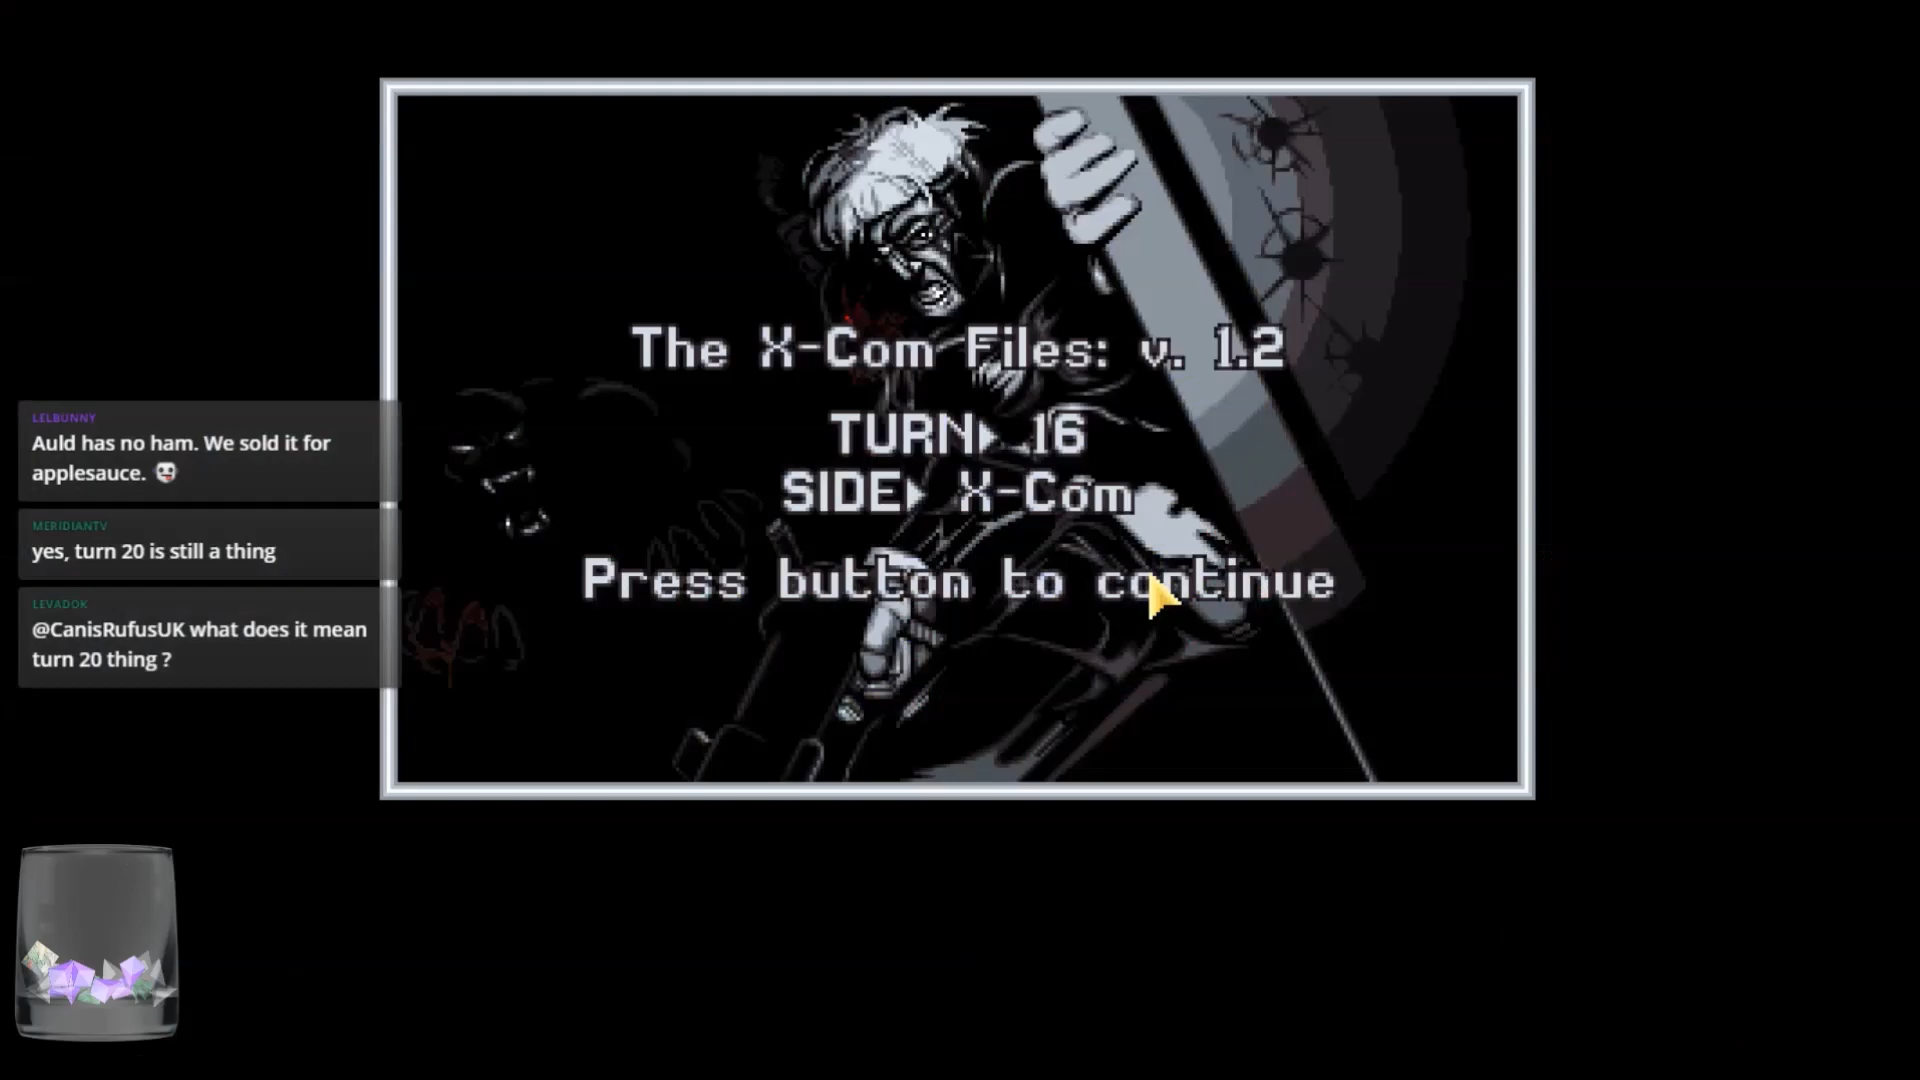 The X-Com Files: v. 1.2
TURN▸ 16
SIDE▸ X-Com
Press button to continue
LELBUNNY
Auld has no ham. We sold it for
applesauce. 
MERIDIANTV
yes, turn 20 is still a thing
LEVADOK
@CanisRufusUK what does it mean
turn 20 thing ?